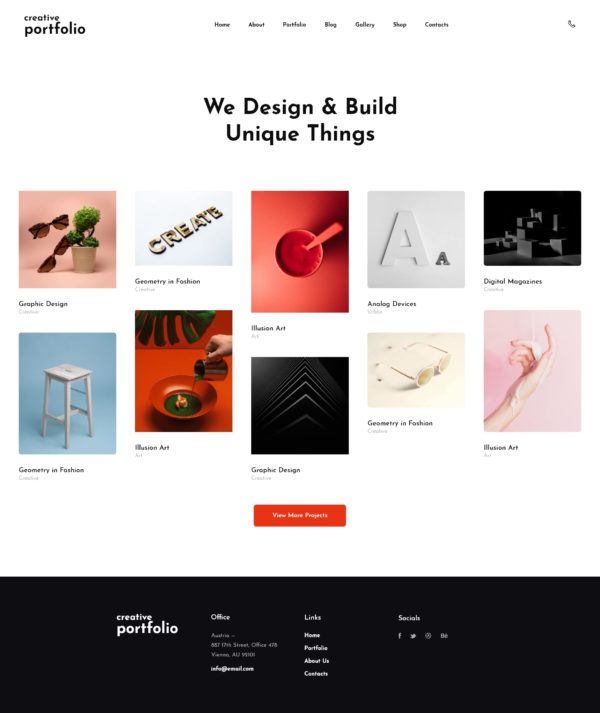 creative
portfolio
Home About Portfolio Blog Gallery Shop Contacts
We Design & Build
Unique Things
CREATE
A A
Graphic Design
Creative
Geometry in Fashion
Creative
Illusion Art
Art
Analog Devices
Urban
Digital Magazines
Creative
Geometry in Fashion
Creative
Illusion Art
Art
Graphic Design
Creative
Geometry in Fashion
Creative
Illusion Art
Art
View More Projects
creative
portfolio
Office
Austria —
887 17th Street, Office 478
Vienna, AU 99101
info@email.com
Links
Home
Portfolio
About Us
Contacts
Socials
f Bē